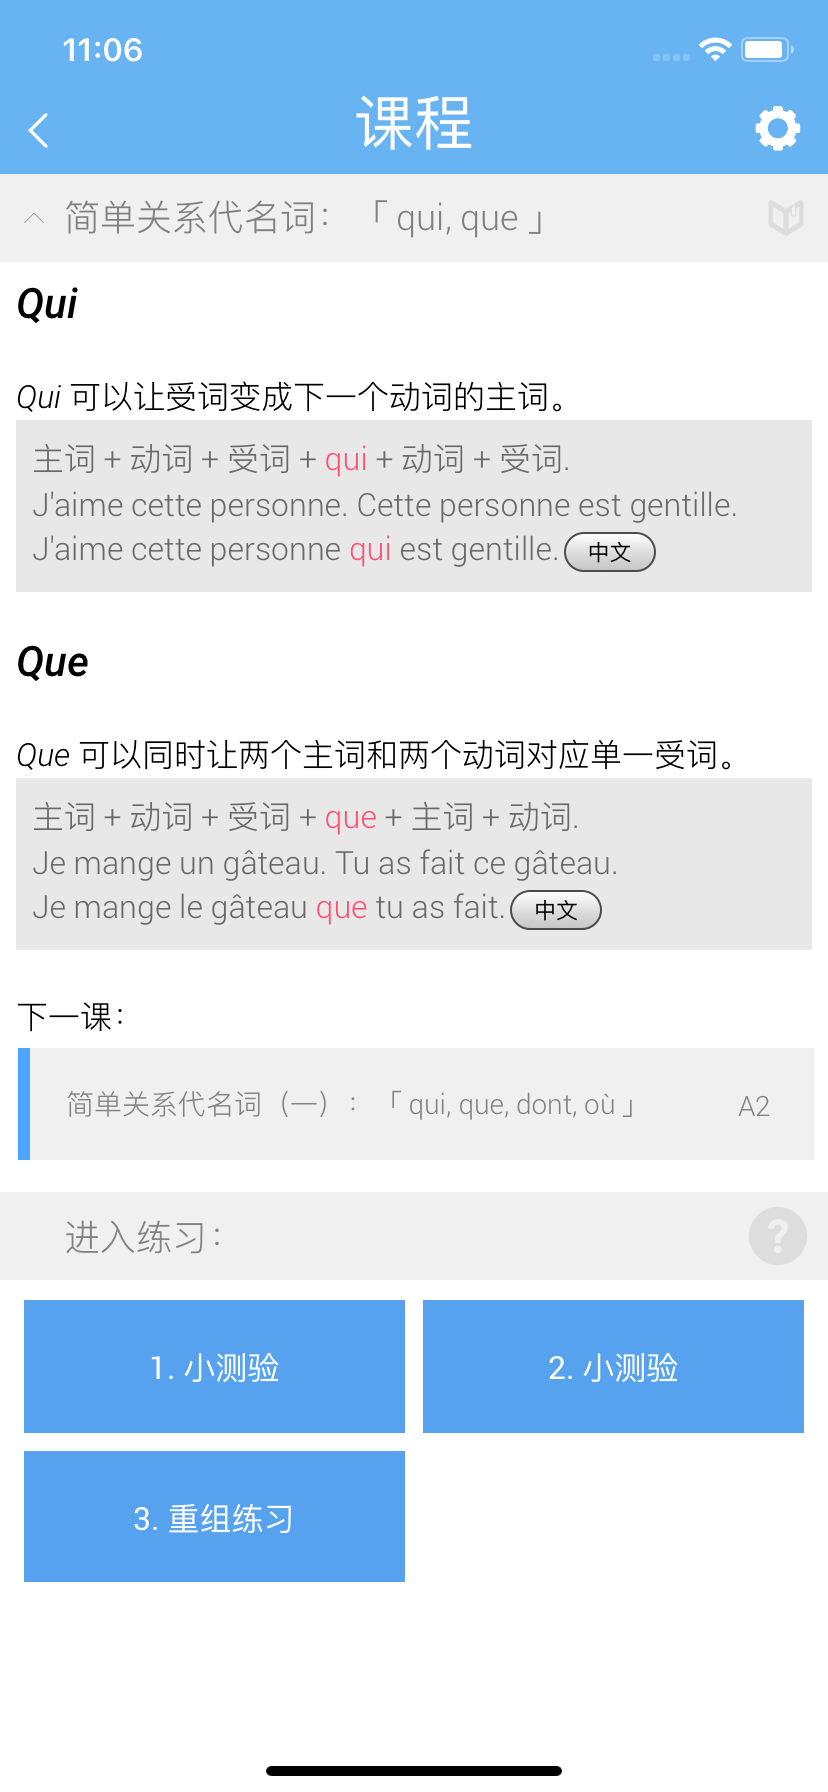 11:06
课程
简单关系代名词：「 qui, que 」
Qui
Qui 可以让受词变成下一个动词的主词。
主词 + 动词 + 受词 + qui + 动词 + 受词.
J'aime cette personne. Cette personne est gentille.
J'aime cette personne qui est gentille. 中文
Que
Que 可以同时让两个主词和两个动词对应单一受词。
主词 + 动词 + 受词 + que + 主词 + 动词.
Je mange un gâteau. Tu as fait ce gâteau.
Je mange le gâteau que tu as fait. 中文
下一课：
简单关系代名词（一）：「 qui, que, dont, où 」 A2
进入练习： ?
1. 小测验
2. 小测验
3. 重组练习